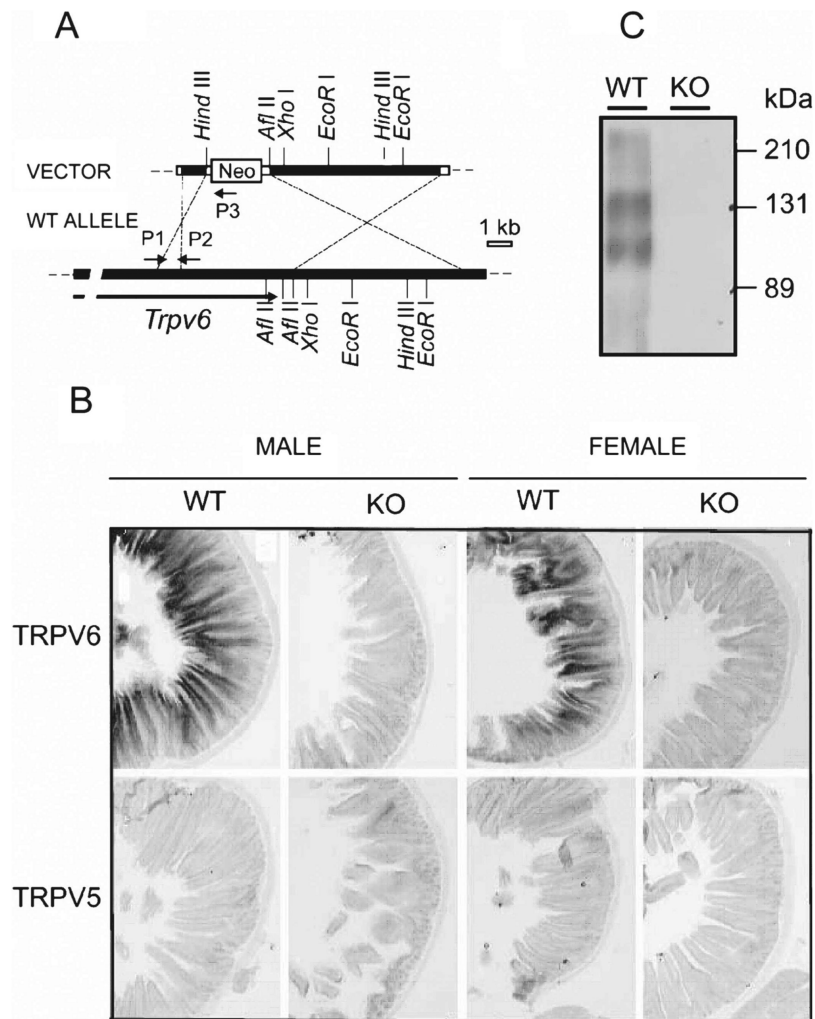 A
Hind III
Afl II
Xho I
EcoR I
Hind III
EcoR I
VECTOR
Neo
P3
WT ALLELE
P1
P2
1 kb
Trpv6
Afl II
Afl II
Xho I
EcoR I
Hind III
EcoR I
C
WT KO
kDa
210
131
89
B
MALE FEMALE
WT KO WT KO
TRPV6
TRPV5